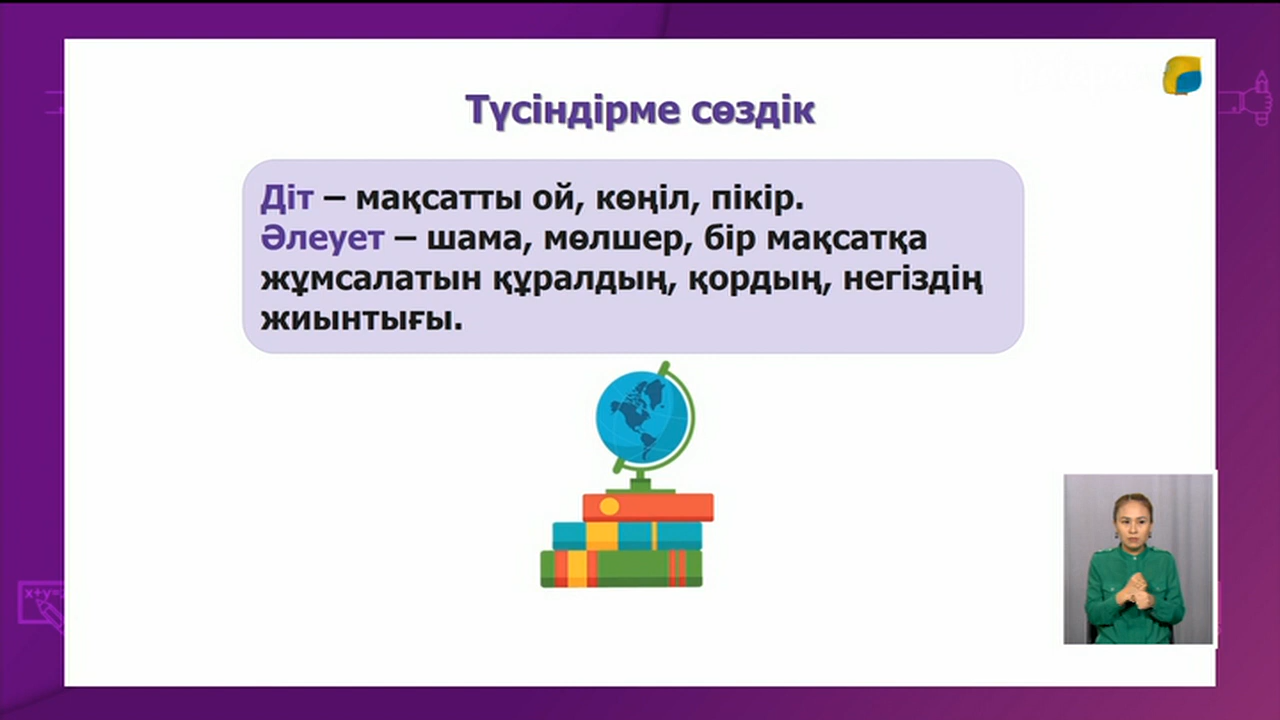 Түсіндірме сөздік
Діт – мақсатты ой, көңіл, пікір.
Әлеует – шама, мөлшер, бір мақсатқа
жұмсалатын құралдың, қордың, негіздің
жиынтығы.
x+y=